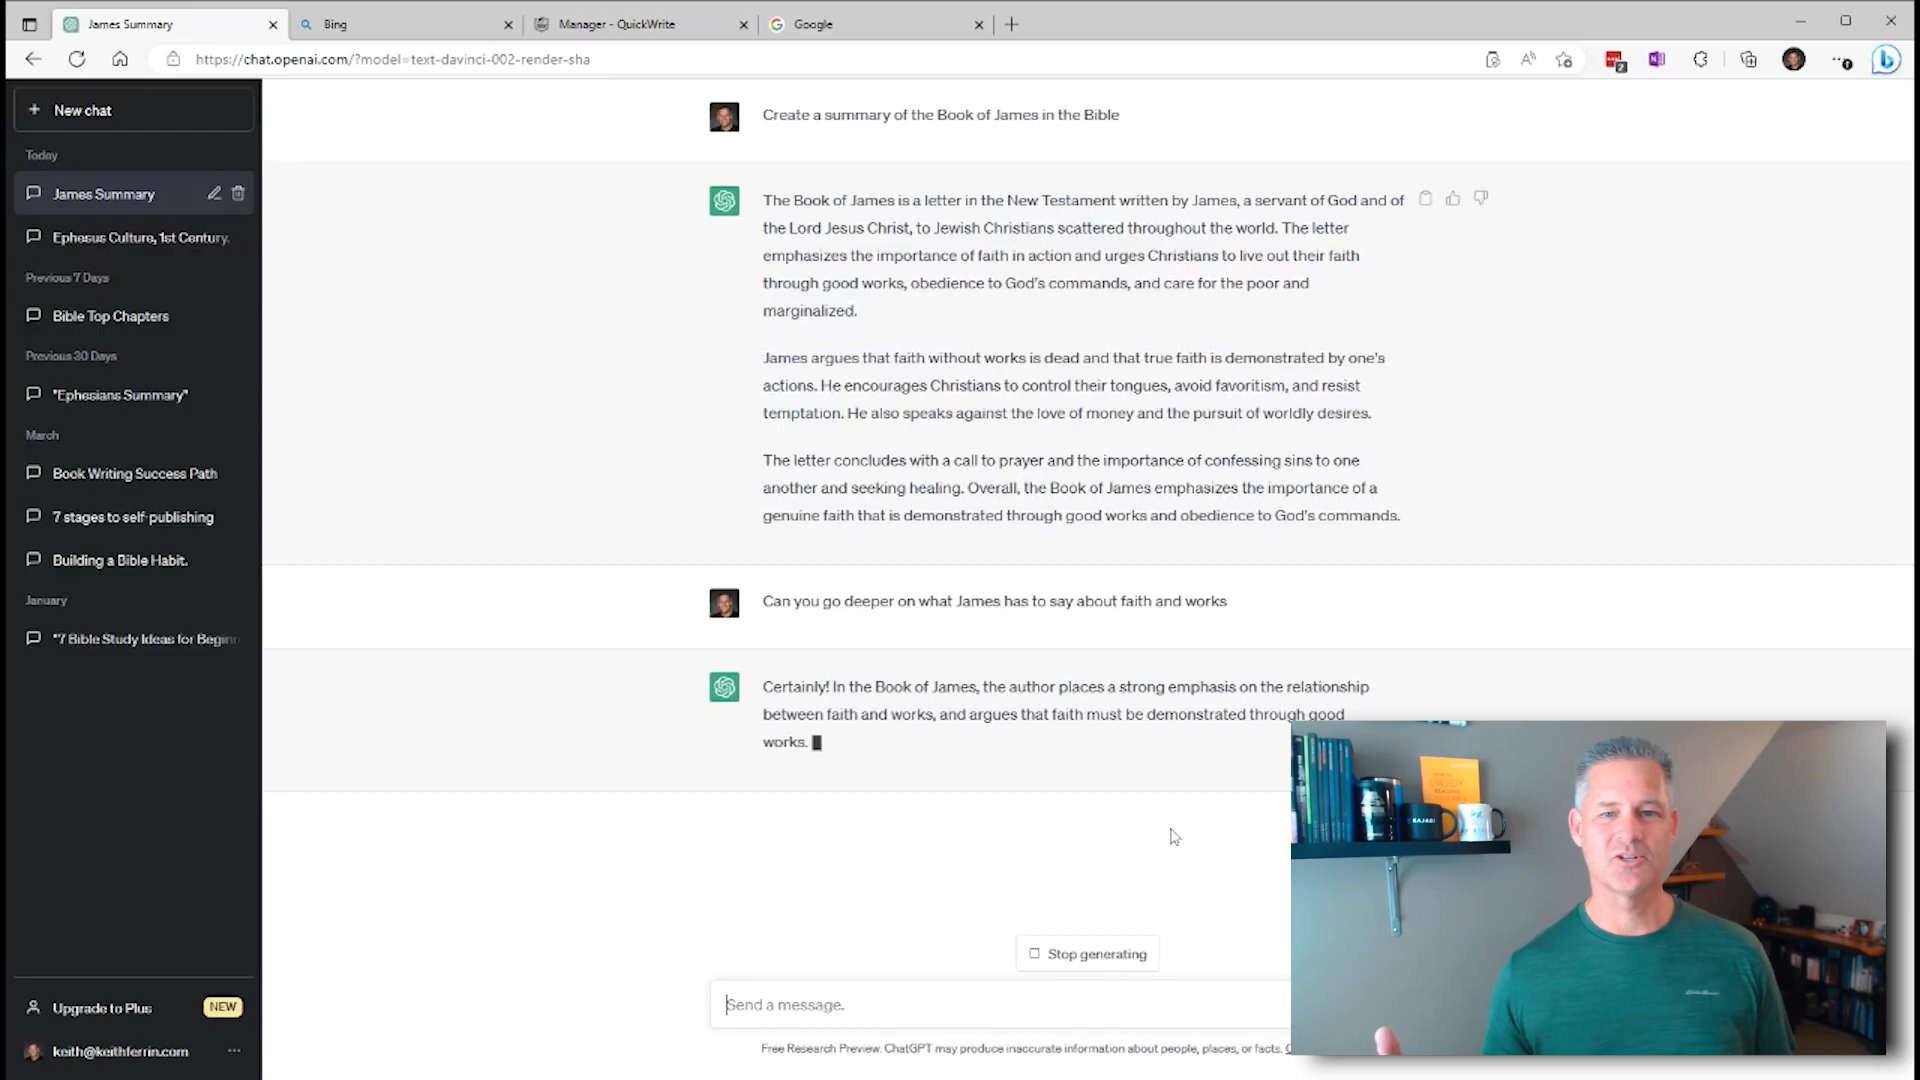 James Summary
Bing
Manager - QuickWrite
Google
https://chat.openai.com/?model=text-davinci-002-render-sha
New chat
Today
James Summary
Ephesus Culture, 1st Century.
Previous 7 Days
Bible Top Chapters
Previous 30 Days
"Ephesians Summary"
March
Book Writing Success Path
7 stages to self-publishing
Building a Bible Habit.
January
"7 Bible Study Ideas for Beginn
Upgrade to Plus
NEW
keith@keithferrin.com
Create a summary of the Book of James in the Bible
The Book of James is a letter in the New Testament written by James, a servant of God and of
the Lord Jesus Christ, to Jewish Christians scattered throughout the world. The letter
emphasizes the importance of faith in action and urges Christians to live out their faith
through good works, obedience to God's commands, and care for the poor and
marginalized.
James argues that faith without works is dead and that true faith is demonstrated by one's
actions. He encourages Christians to control their tongues, avoid favoritism, and resist
temptation. He also speaks against the love of money and the pursuit of worldly desires.
The letter concludes with a call to prayer and the importance of confessing sins to one
another and seeking healing. Overall, the Book of James emphasizes the importance of a
genuine faith that is demonstrated through good works and obedience to God's commands.
Can you go deeper on what James has to say about faith and works
Certainly! In the Book of James, the author places a strong emphasis on the relationship
between faith and works, and argues that faith must be demonstrated through good
works.
Stop generating
Send a message.
Free Research Preview. ChatGPT may produce inaccurate information about people, places, or facts.
ENJOY
READING
KAJABI